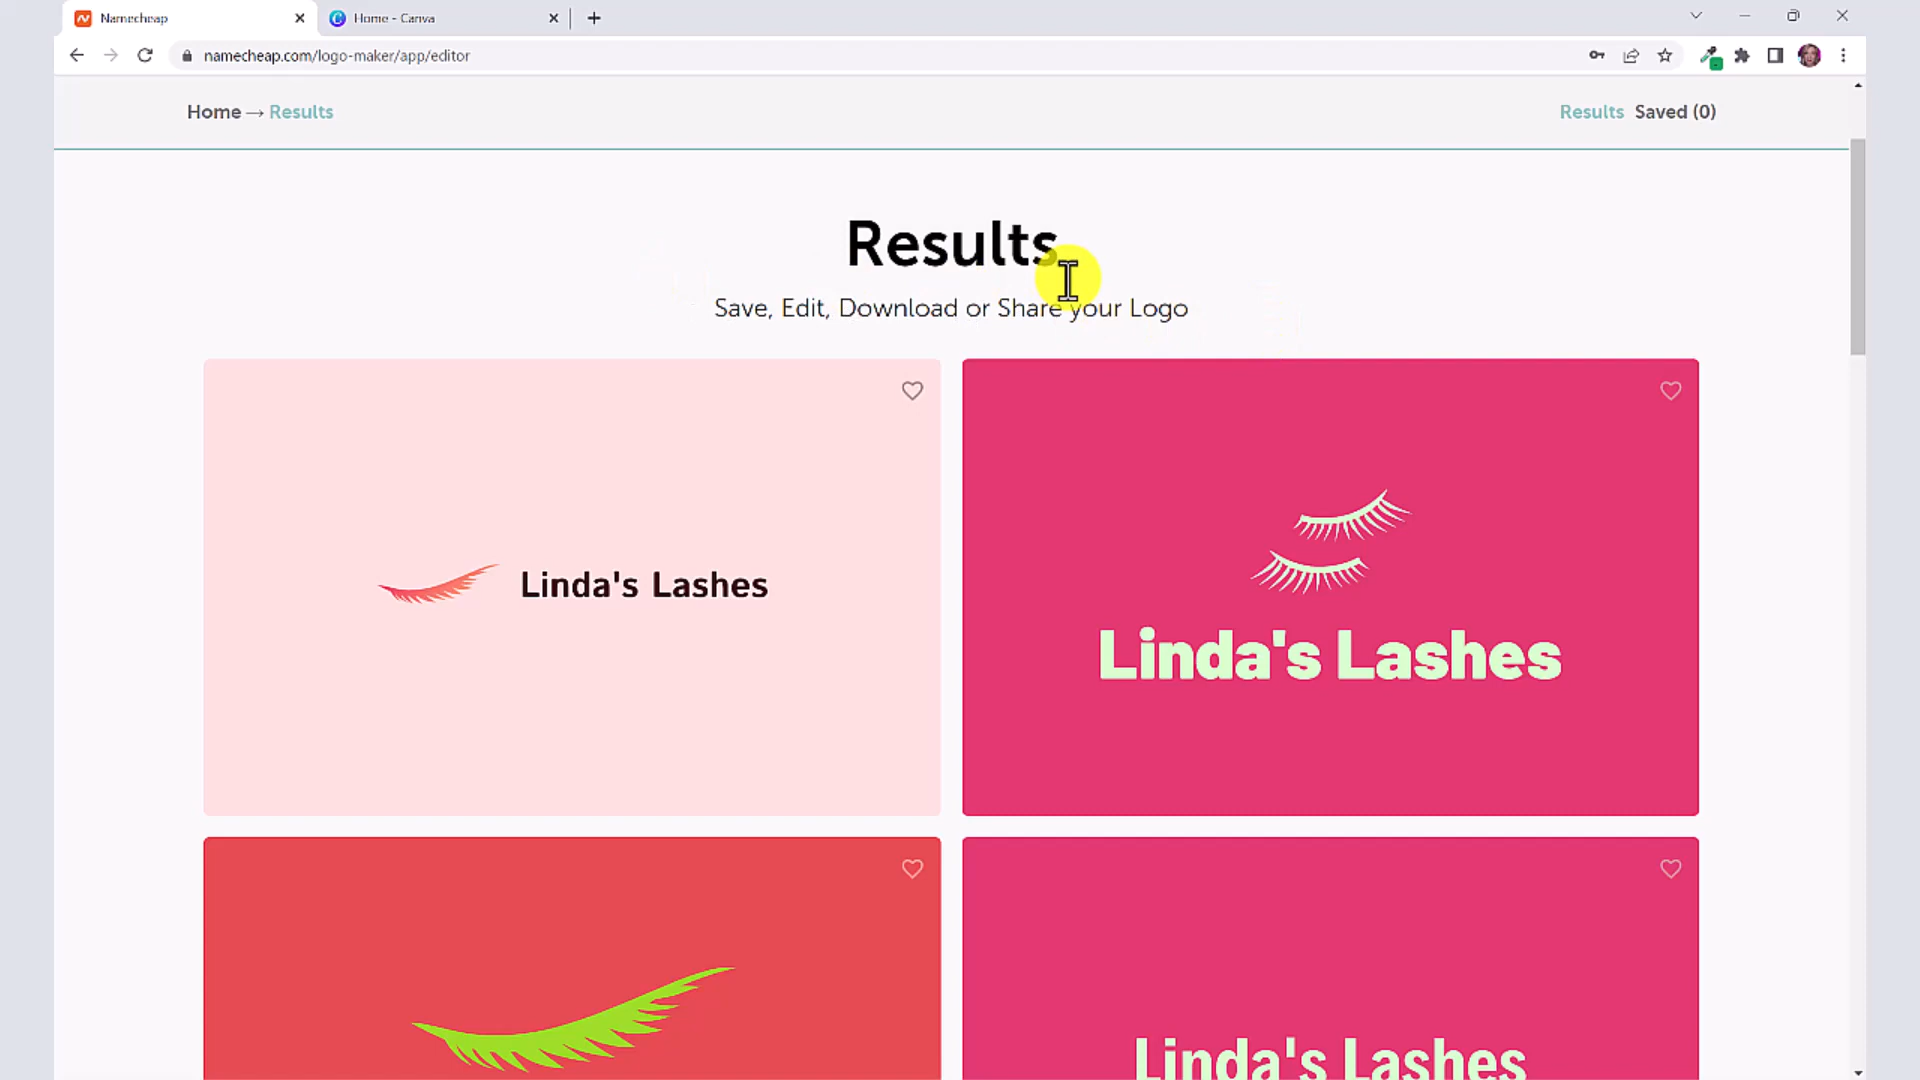 Namecheap
Home - Canva
namecheap.com/logo-maker/app/editor
Home → Results
Results Saved (0)
Results
Save, Edit, Download or Share your Logo
Linda's Lashes
Linda's Lashes
Linda's Lashes